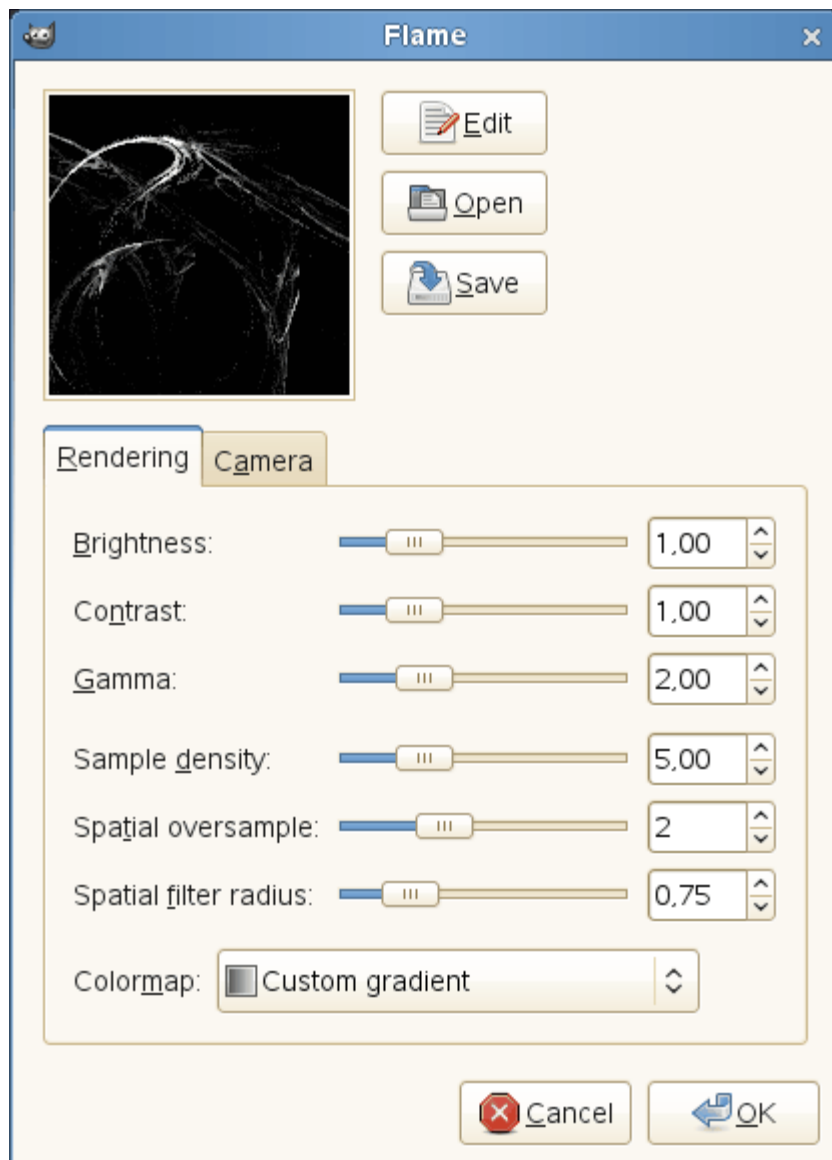 Flame
Edit
Open
Save
Rendering Camera
Brightness: 1,00
Contrast: 1,00
Gamma: 2,00
Sample density: 5,00
Spatial oversample: 2
Spatial filter radius: 0,75
Colormap: Custom gradient
Cancel OK